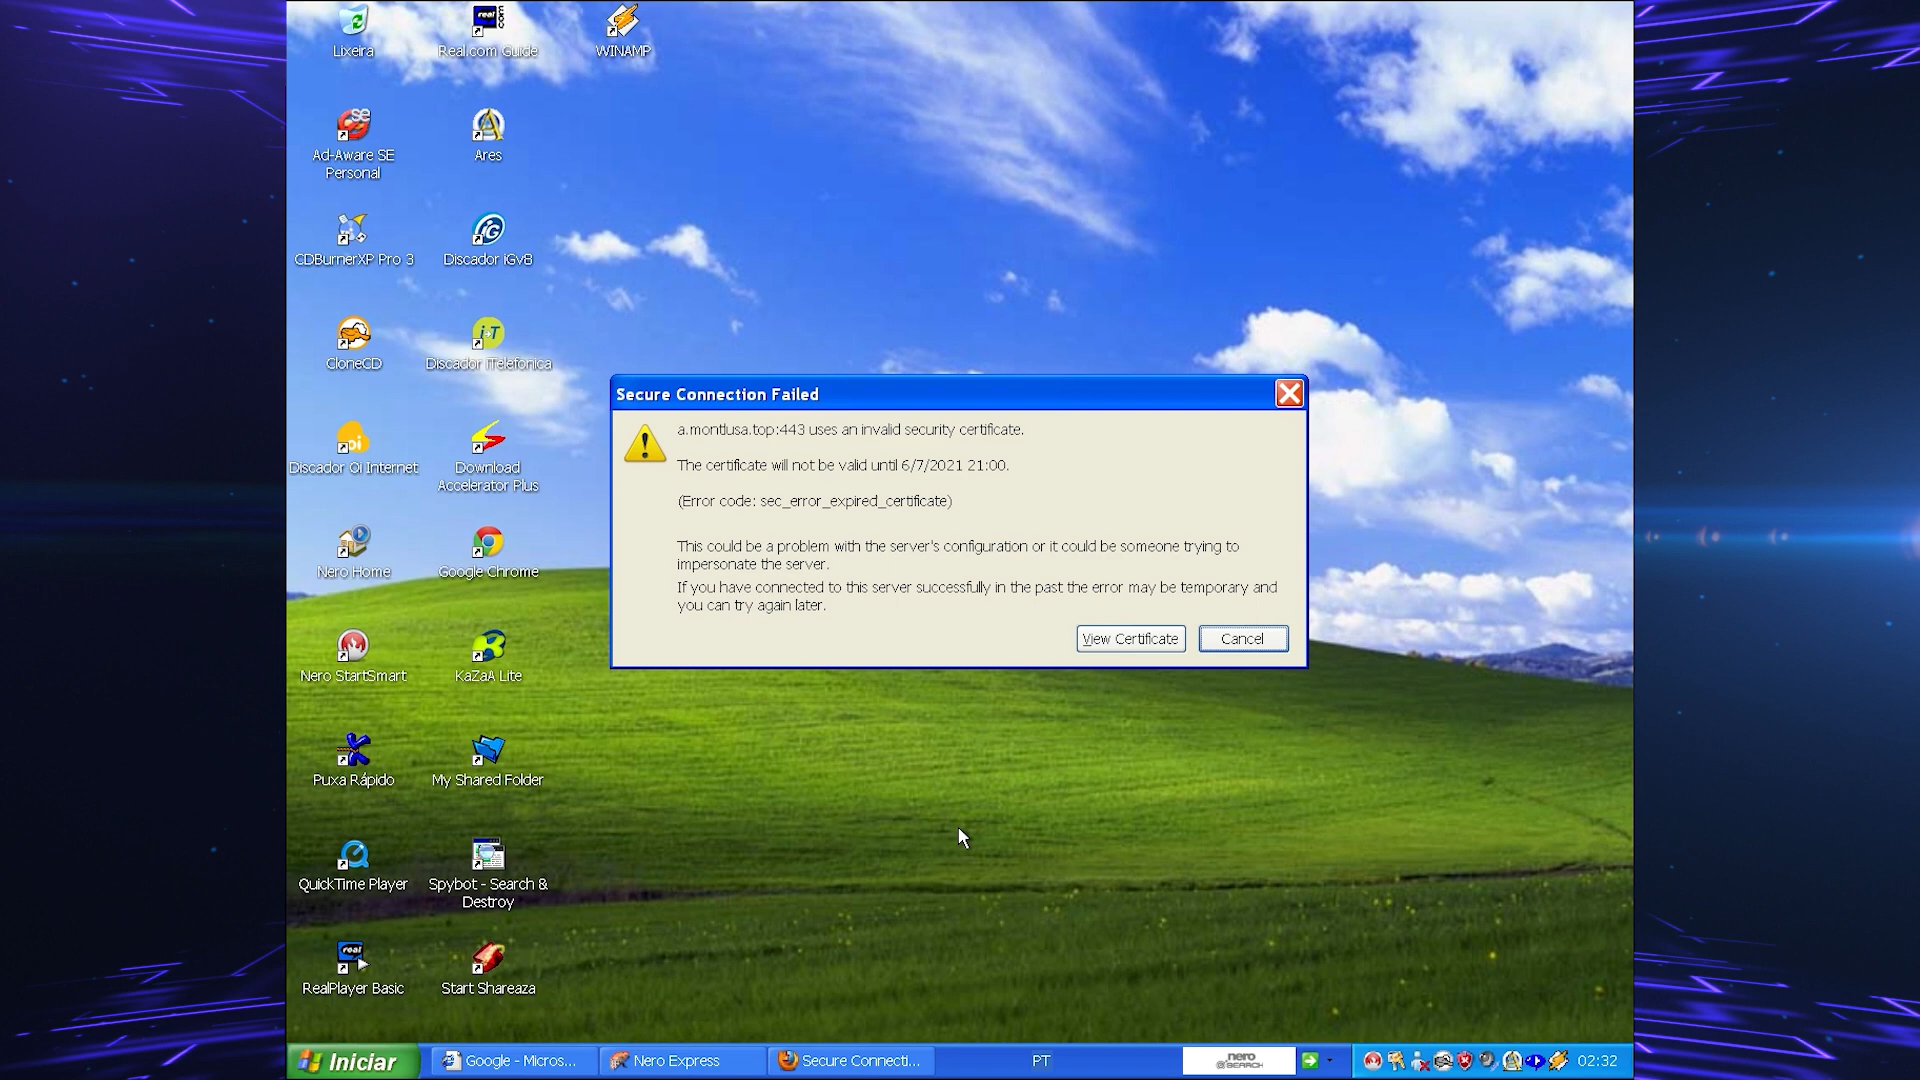 Lixeira
Real.com Guide
WINAMP
Ad-Aware SE
Personal
Ares
CDBurnerXP Pro 3
Discador iGv8
CloneCD
Discador iTelefonica
Discador Oi Internet
Download
Accelerator Plus
Nero Home
Google Chrome
Nero StartSmart
KaZaA Lite
Puxa Rápido
My Shared Folder
QuickTime Player
Spybot - Search &
Destroy
RealPlayer Basic
Start Shareaza
Secure Connection Failed
a.montlusa.top:443 uses an invalid security certificate.
The certificate will not be valid until 6/7/2021 21:00.
(Error code: sec_error_expired_certificate)
This could be a problem with the server's configuration or it could be someone trying to
impersonate the server.
If you have connected to this server successfully in the past the error may be temporary and
you can try again later.
View Certificate
Cancel
Iniciar
Google - Micros...
Nero Express
Secure Connecti...
PT
nero
SEARCH
02:32